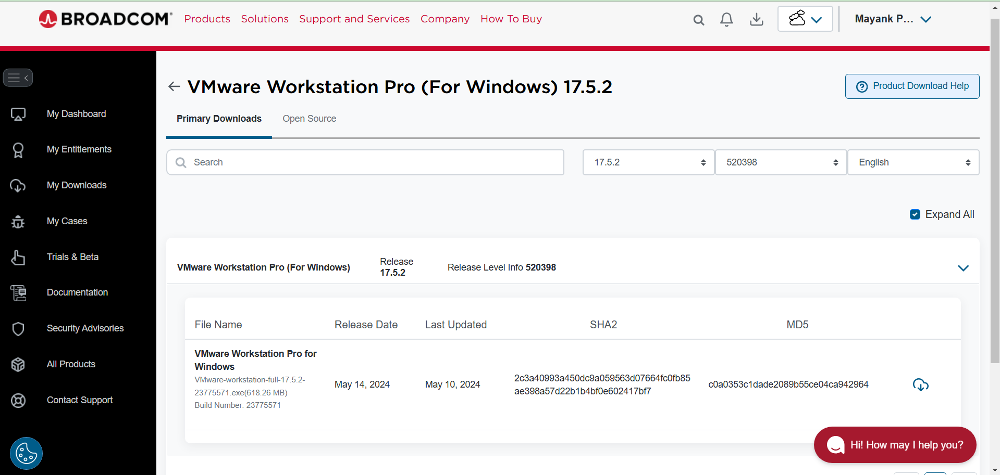 BROADCOM
Products Solutions Support and Services Company How To Buy
Mayank P...
VMware Workstation Pro (For Windows) 17.5.2
Product Download Help
My Dashboard
My Entitlements
My Downloads
My Cases
Trials & Beta
Documentation
Security Advisories
All Products
Contact Support
Primary Downloads Open Source
Search
17.5.2 520398 English
Expand All
VMware Workstation Pro (For Windows)
Release
17.5.2
Release Level Info 520398
File Name Release Date Last Updated SHA2 MD5
VMware Workstation Pro for
Windows
VMware-workstation-full-17.5.2-
23775571.exe(618.26 MB)
Build Number: 23775571
May 14, 2024
May 10, 2024
2c3a40993a450dc9a059563d07664fc0fb85
ae398a57d22b1b4bf0e602417bf7
c0a0353c1dade2089b55ce04ca942964
Hi! How may I help you?